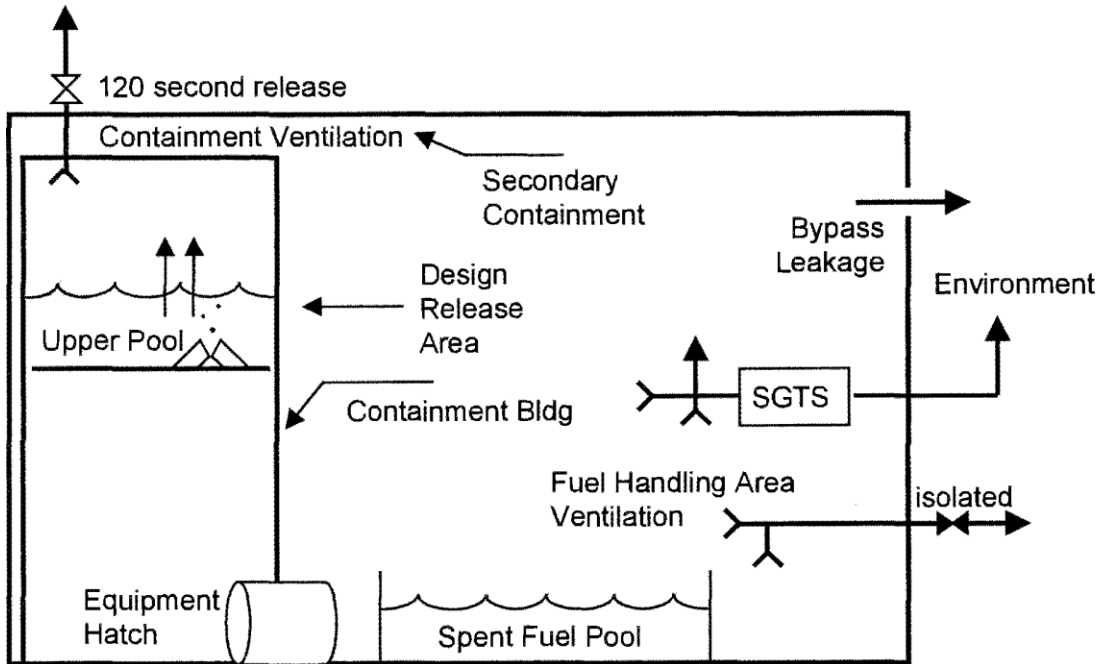 120 second release
Containment Ventilation
Secondary
Containment
Bypass
Leakage
Design
Release
Area
Environment
Upper Pool
Containment Bldg
SGTS
Fuel Handling Area
Ventilation
isolated
Equipment
Hatch
Spent Fuel Pool